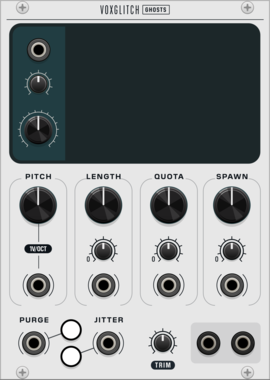 VOXGLITCH GHOSTS
PITCH LENGTH QUOTA SPAWN
0 0 0
1V/OCT
PURGE JITTER
TRIM